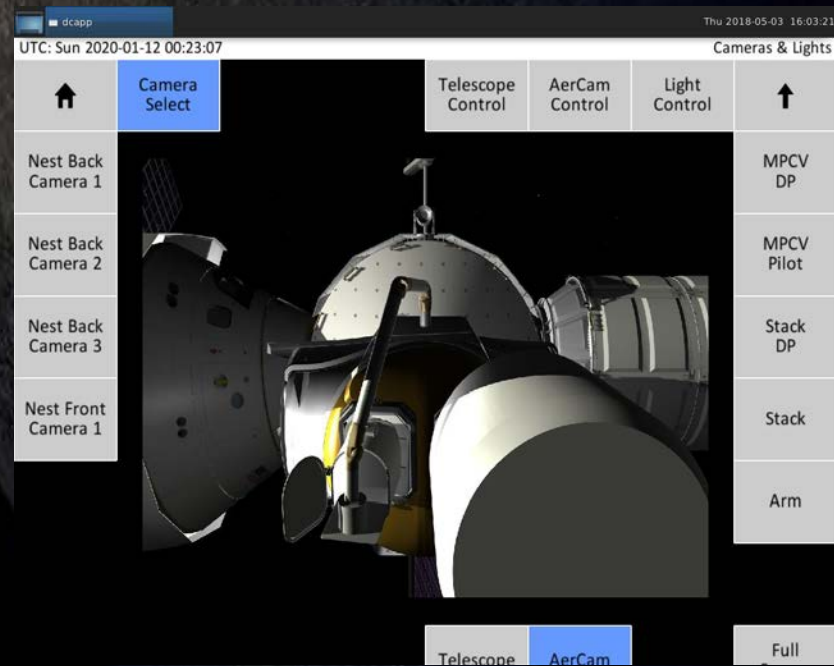 dcapp
Thu 2018-05-03 16:03:21
UTC: Sun 2020-01-12 00:23:07
Cameras & Lights
Camera
Select
Telescope
Control
AerCam
Control
Light
Control
Nest Back
Camera 1
Nest Back
Camera 2
Nest Back
Camera 3
Nest Front
Camera 1
MPCV
DP
MPCV
Pilot
Stack
DP
Stack
Arm
Telescope
AerCam
Full